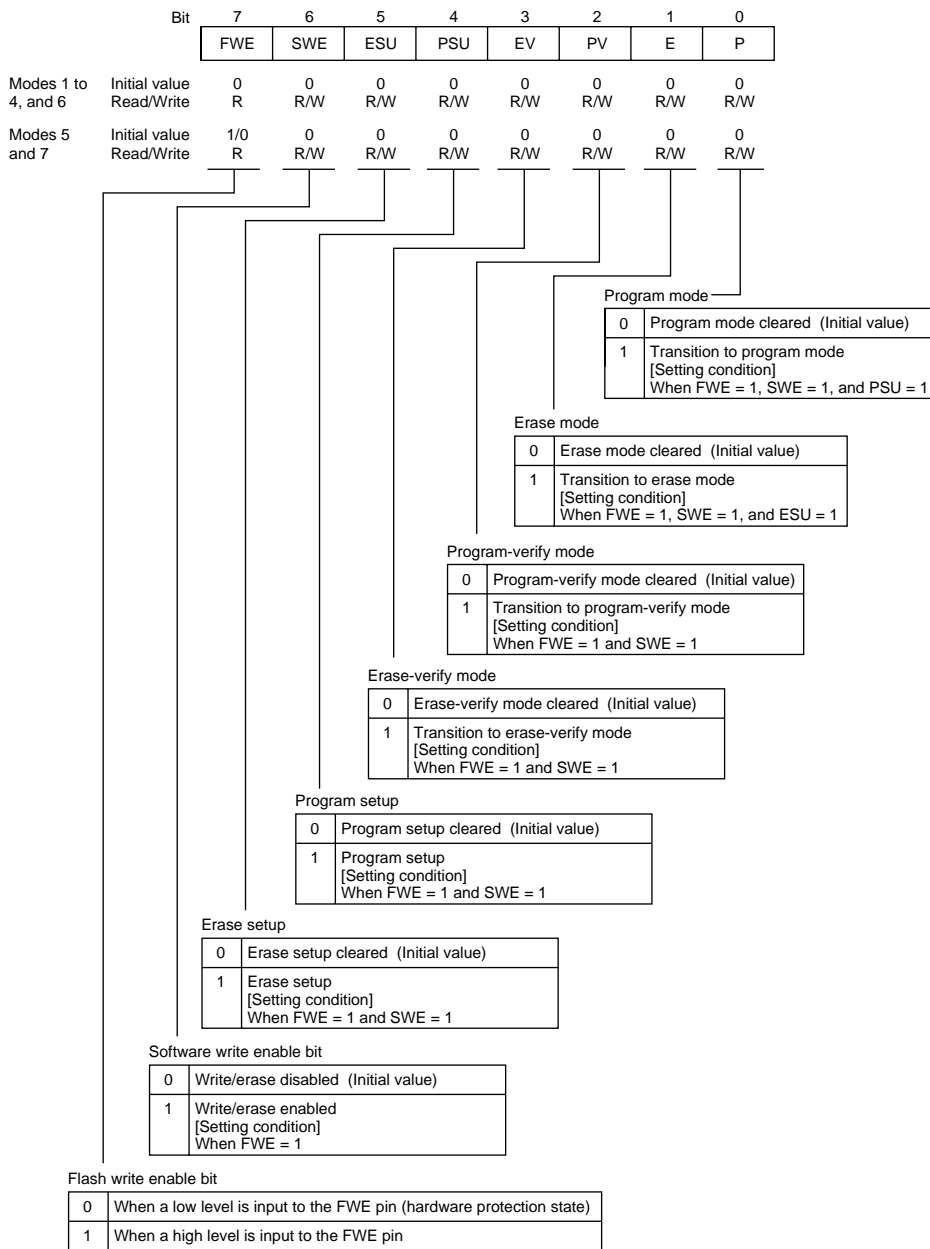 Bit 7 6 5 4 3 2 1 0
FWE SWE ESU PSU EV PV E P
Modes 1 to Initial value 0 0 0 0 0 0 0 0
4, and 6 Read/Write R R/W R/W R/W R/W R/W R/W R/W
Modes 5 Initial value 1/0 0 0 0 0 0 0 0
and 7 Read/Write R R/W R/W R/W R/W R/W R/W R/W
Program mode
0 Program mode cleared (Initial value)
1 Transition to program mode
[Setting condition]
When FWE = 1, SWE = 1, and PSU = 1
Erase mode
0 Erase mode cleared (Initial value)
1 Transition to erase mode
[Setting condition]
When FWE = 1, SWE = 1, and ESU = 1
Program-verify mode
0 Program-verify mode cleared (Initial value)
1 Transition to program-verify mode
[Setting condition]
When FWE = 1 and SWE = 1
Erase-verify mode
0 Erase-verify mode cleared (Initial value)
1 Transition to erase-verify mode
[Setting condition]
When FWE = 1 and SWE = 1
Program setup
0 Program setup cleared (Initial value)
1 Program setup
[Setting condition]
When FWE = 1 and SWE = 1
Erase setup
0 Erase setup cleared (Initial value)
1 Erase setup
[Setting condition]
When FWE = 1 and SWE = 1
Software write enable bit
0 Write/erase disabled (Initial value)
1 Write/erase enabled
[Setting condition]
When FWE = 1
Flash write enable bit
0 When a low level is input to the FWE pin (hardware protection state)
1 When a high level is input to the FWE pin